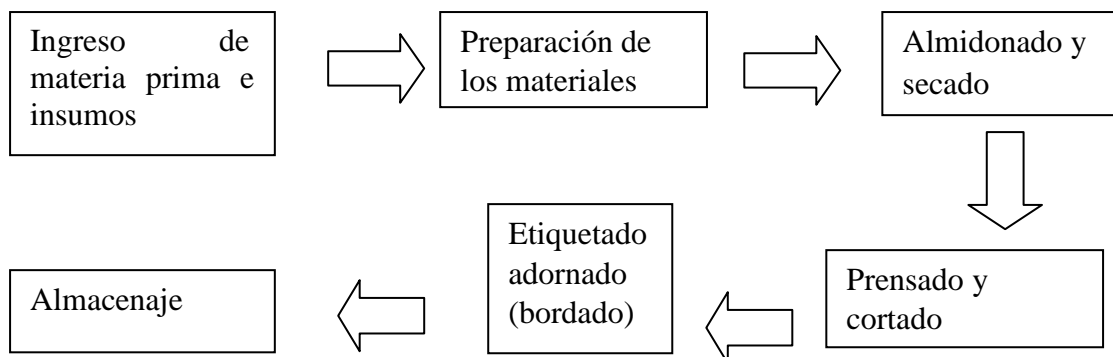 Ingreso de
materia prima e
insumos
Preparación de
los materiales
Almidonado y
secado
Prensado y
cortado
Etiquetado
adornado
(bordado)
Almacenaje